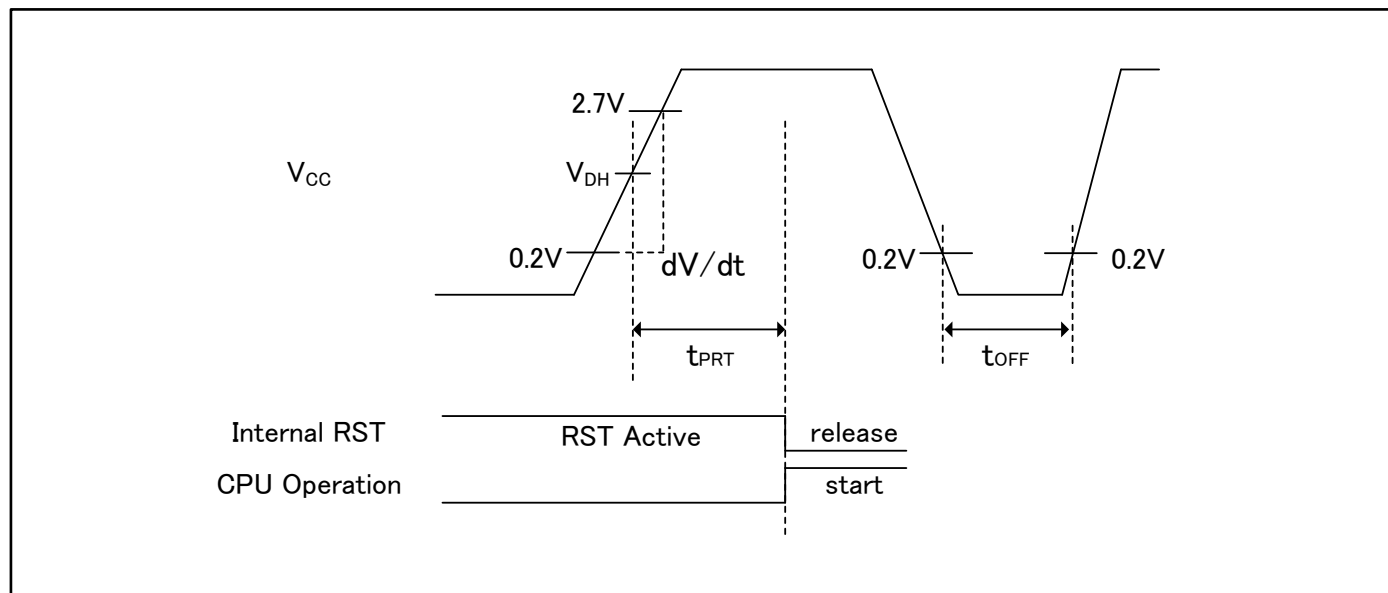 2.7V
VCC
VDH
0.2V
dV/dt
0.2V
0.2V
tPRT
tOFF
Internal RST
RST Active
release
CPU Operation
start